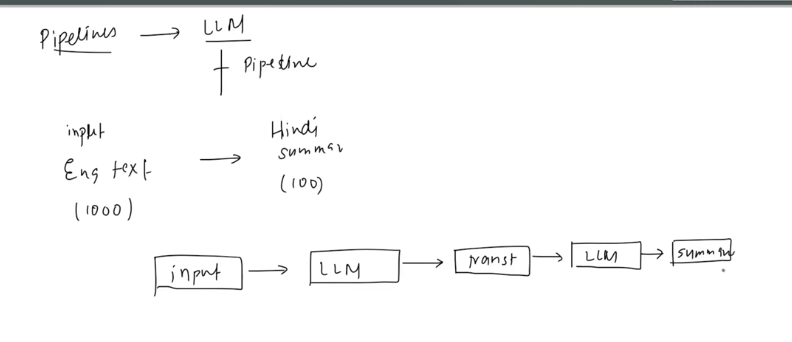 Pipelines → LLM
Pipeline
input
Eng text → Hindi
summar
(1000)
(100)
input → LLM → transt → LLM → summar